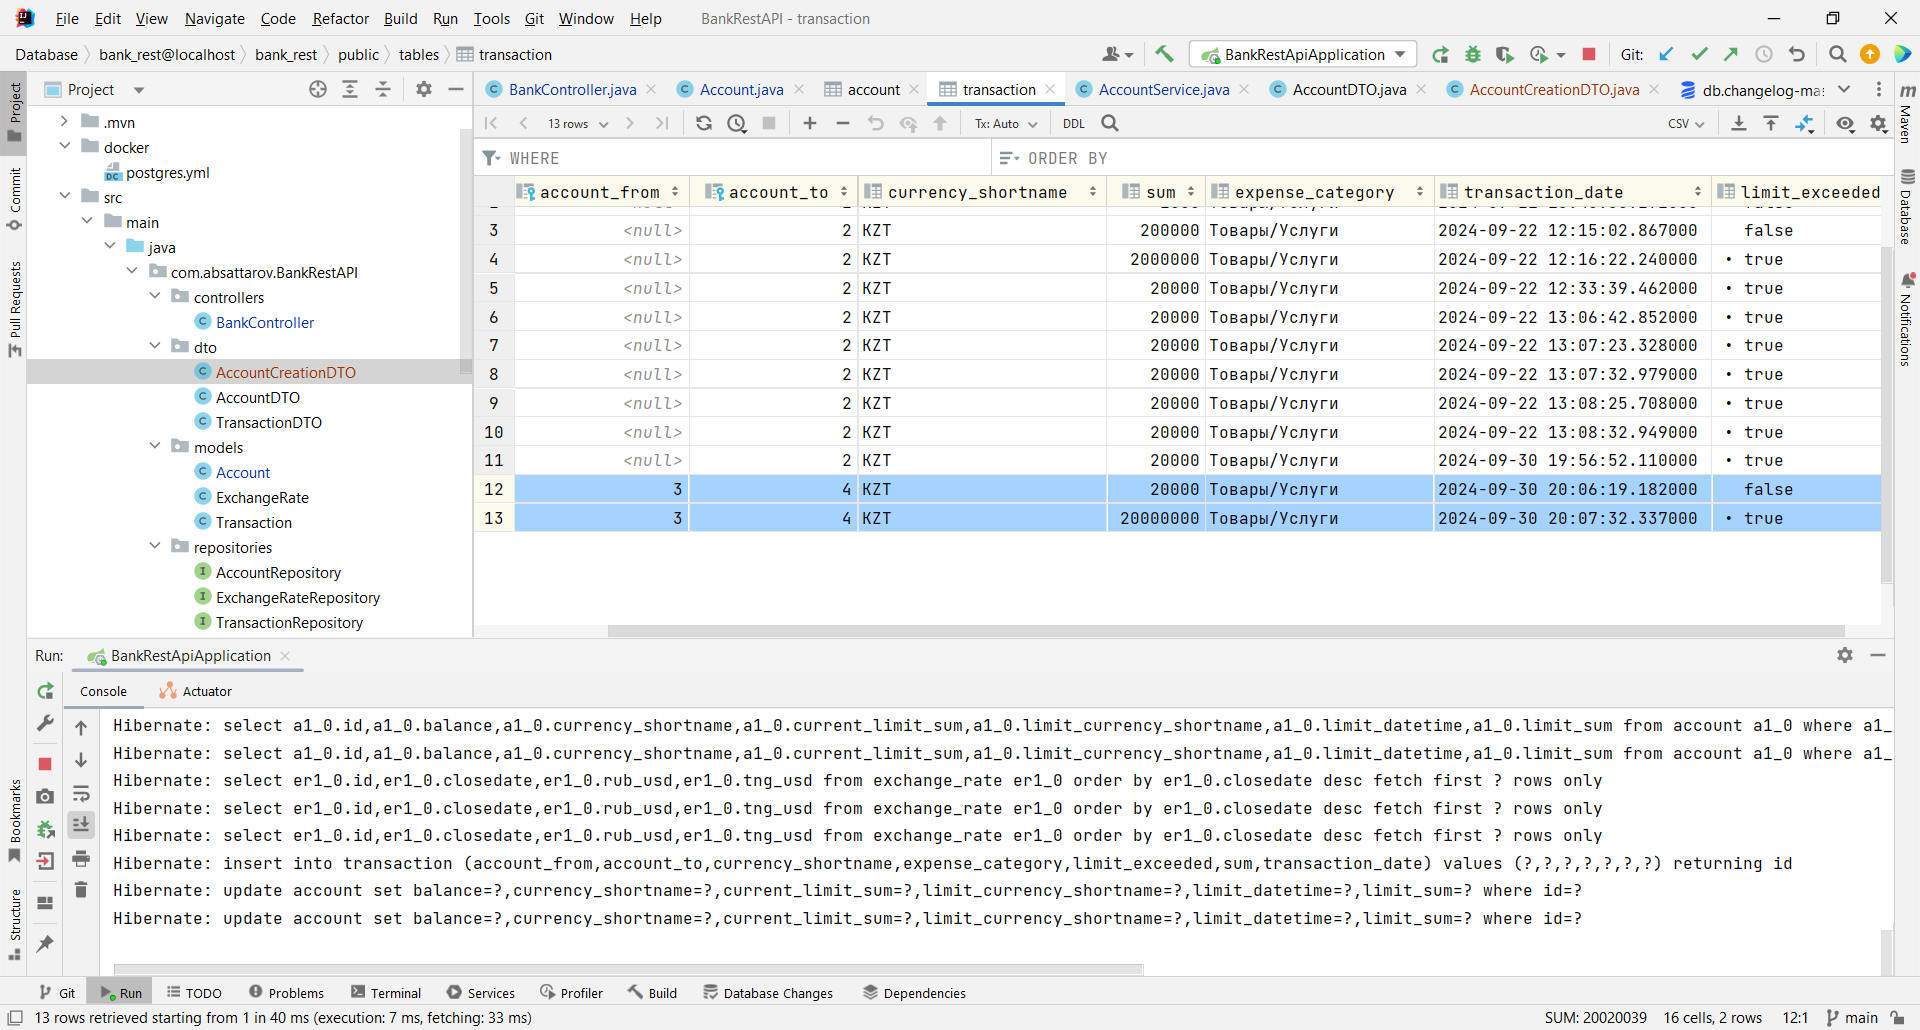 File Edit View Navigate Code Refactor Build Run Tools Git Window Help BankRestAPI - transaction
Database bank_rest@localhost bank_rest public tables transaction BankRestApiApplication Git:
Project BankController.java Account.java account transaction AccountService.java AccountDTO.java AccountCreationDTO.java db.changelog-mas
13 rows Tx: Auto DDL CSV
WHERE ORDER BY
account_from account_to currency_shortname sum expense_category transaction_date limit_exceeded
3 <null> 2 KZT 200000 Товары/Услуги 2024-09-22 12:15:02.867000 false
4 <null> 2 KZT 2000000 Товары/Услуги 2024-09-22 12:16:22.240000 • true
5 <null> 2 KZT 20000 Товары/Услуги 2024-09-22 12:33:39.462000 • true
6 <null> 2 KZT 20000 Товары/Услуги 2024-09-22 13:06:42.852000 • true
7 <null> 2 KZT 20000 Товары/Услуги 2024-09-22 13:07:23.328000 • true
8 <null> 2 KZT 20000 Товары/Услуги 2024-09-22 13:07:32.979000 • true
9 <null> 2 KZT 20000 Товары/Услуги 2024-09-22 13:08:25.708000 • true
10 <null> 2 KZT 20000 Товары/Услуги 2024-09-22 13:08:32.949000 • true
11 <null> 2 KZT 20000 Товары/Услуги 2024-09-30 19:56:52.110000 • true
12 3 4 KZT 20000 Товары/Услуги 2024-09-30 20:06:19.182000 false
13 3 4 KZT 20000000 Товары/Услуги 2024-09-30 20:07:32.337000 • true
.mvn
docker
postgres.yml
src
main
java
com.absattarov.BankRestAPI
controllers
BankController
dto
AccountCreationDTO
AccountDTO
TransactionDTO
models
Account
ExchangeRate
Transaction
repositories
AccountRepository
ExchangeRateRepository
TransactionRepository
Project
Commit
Pull Requests
Bookmarks
Structure
Maven
Database
Notifications
Run: BankRestApiApplication
Console Actuator
Hibernate: select a1_0.id,a1_0.balance,a1_0.currency_shortname,a1_0.current_limit_sum,a1_0.limit_currency_shortname,a1_0.limit_datetime,a1_0.limit_sum from account a1_0 where a1_
Hibernate: select a1_0.id,a1_0.balance,a1_0.currency_shortname,a1_0.current_limit_sum,a1_0.limit_currency_shortname,a1_0.limit_datetime,a1_0.limit_sum from account a1_0 where a1_
Hibernate: select er1_0.id,er1_0.closedate,er1_0.rub_usd,er1_0.tng_usd from exchange_rate er1_0 order by er1_0.closedate desc fetch first ? rows only
Hibernate: select er1_0.id,er1_0.closedate,er1_0.rub_usd,er1_0.tng_usd from exchange_rate er1_0 order by er1_0.closedate desc fetch first ? rows only
Hibernate: select er1_0.id,er1_0.closedate,er1_0.rub_usd,er1_0.tng_usd from exchange_rate er1_0 order by er1_0.closedate desc fetch first ? rows only
Hibernate: insert into transaction (account_from,account_to,currency_shortname,expense_category,limit_exceeded,sum,transaction_date) values (?,?,?,?,?,?,?) returning id
Hibernate: update account set balance=?,currency_shortname=?,current_limit_sum=?,limit_currency_shortname=?,limit_datetime=?,limit_sum=? where id=?
Hibernate: update account set balance=?,currency_shortname=?,current_limit_sum=?,limit_currency_shortname=?,limit_datetime=?,limit_sum=? where id=?
Git Run TODO Problems Terminal Services Profiler Build Database Changes Dependencies
13 rows retrieved starting from 1 in 40 ms (execution: 7 ms, fetching: 33 ms) SUM: 20020039 16 cells, 2 rows 12:1 main